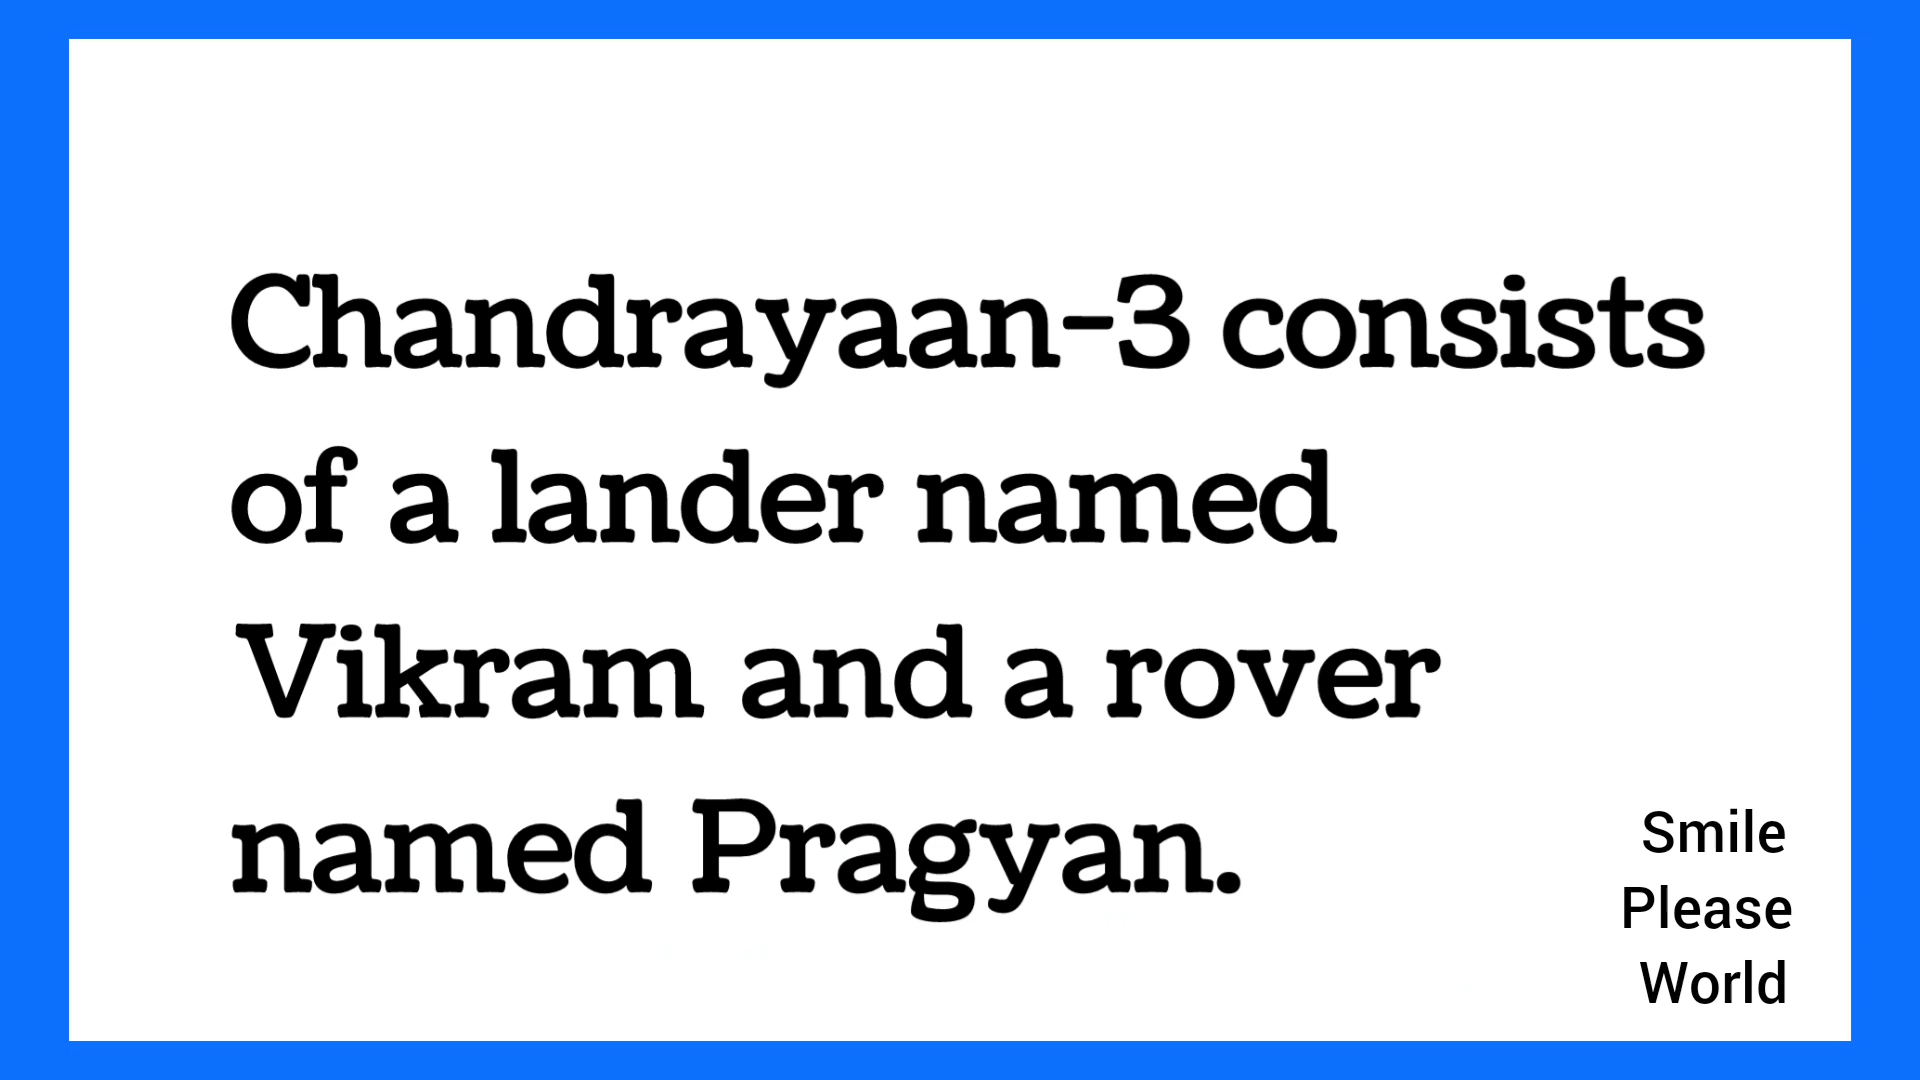 Chandrayaan-3 consists
of a lander named
Vikram and a rover
named Pragyan.
Smile
Please
World